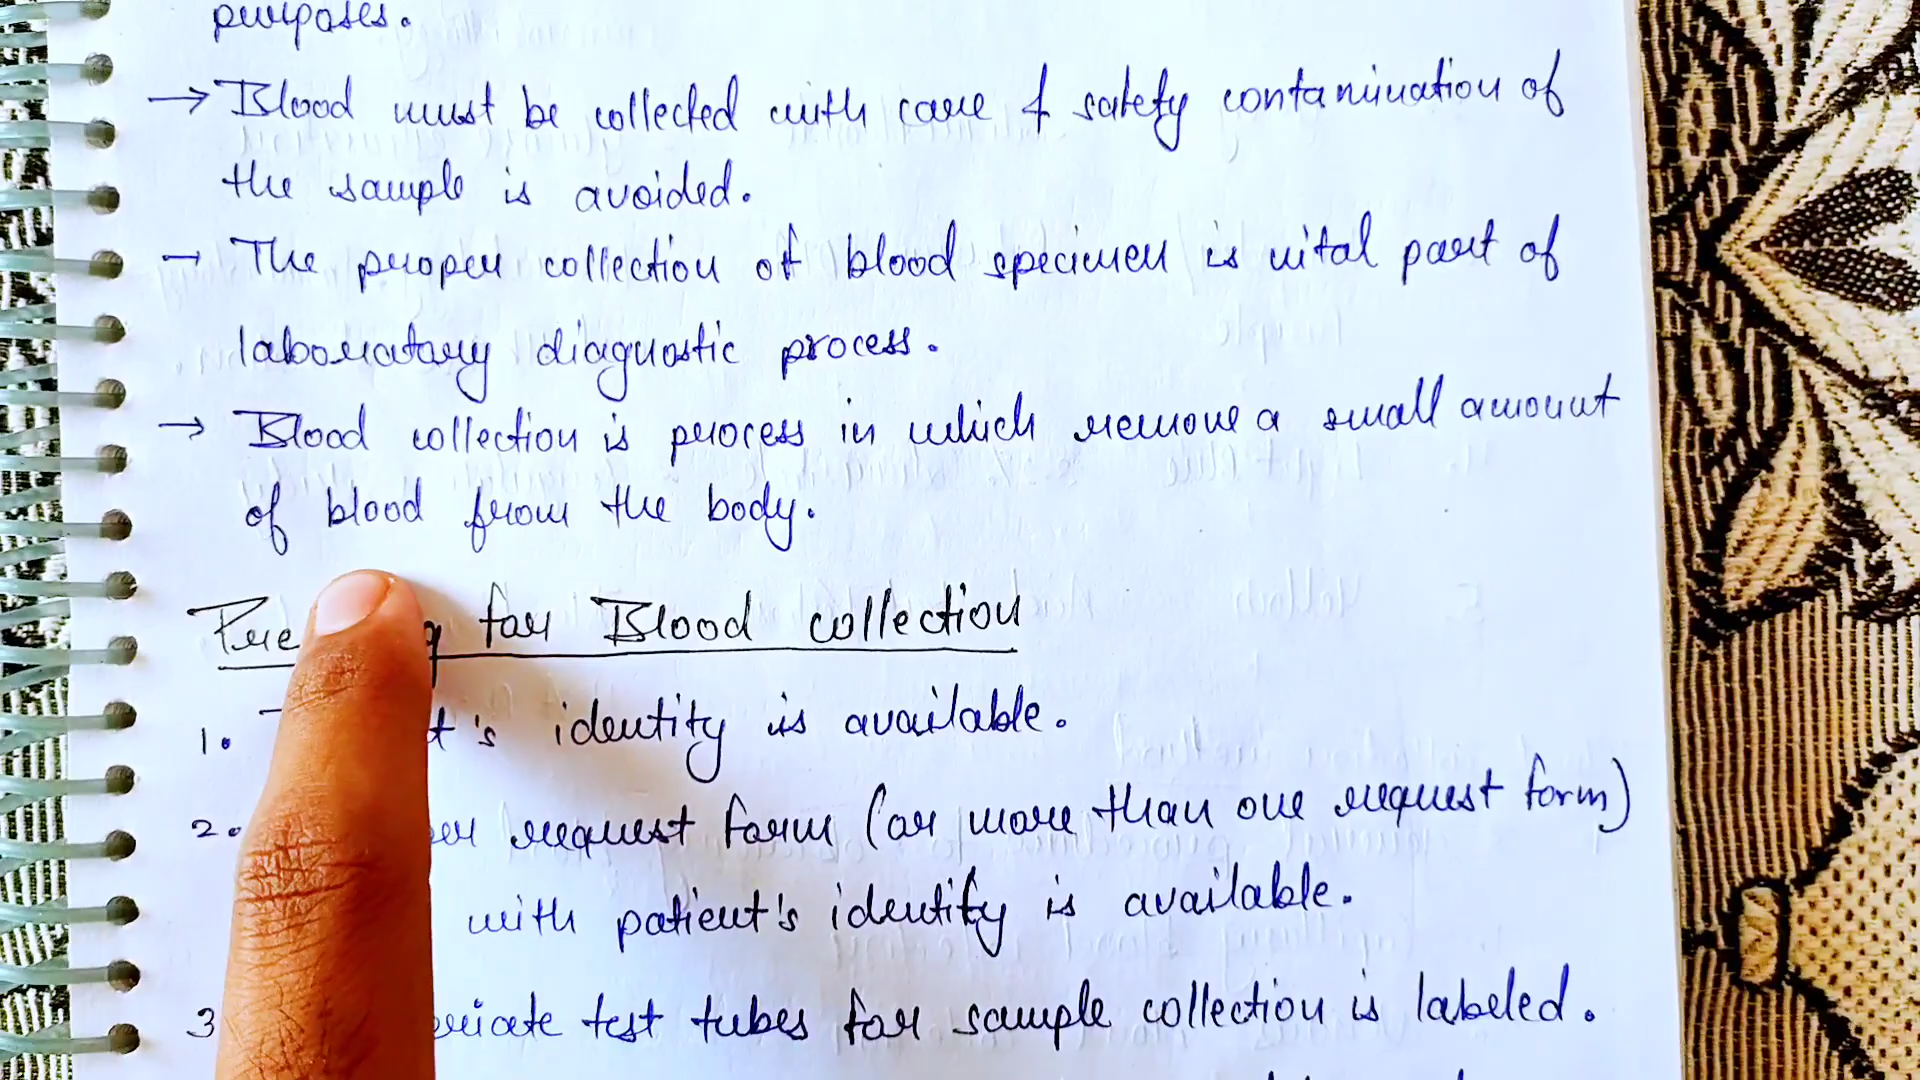 purposes.
→ Blood must be collected with care & safety contamination of
the sample is avoided.
→ The proper collection of blood specimen is vital part of
laboratory diagnostic process.
→ Blood collection is process in which remove a small amount
of blood from the body.
for Blood collection
1. identity is available.
2. request form (or more than one request form)
with patient's identity is available.
3 test tubes for sample collection is labeled.